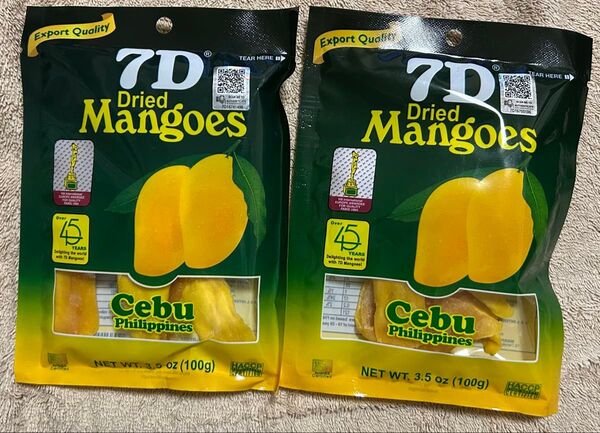 Export Quality
7D®
TEAR HERE
Dried
Mangoes
Over
45
YEARS
Delighting the world
with 7D Mangoes!
Cebu
Philippines
NET WT. 3.5 oz (100g)
HACCP
CERTIFIED
Export Quality
7D®
TEAR HERE
Dried
Mangoes
Over
45
YEARS
Delighting the world
with 7D Mangoes!
Cebu
Philippines
NET WT. 3.5 oz (100g)
HACCP
CERTIFIED